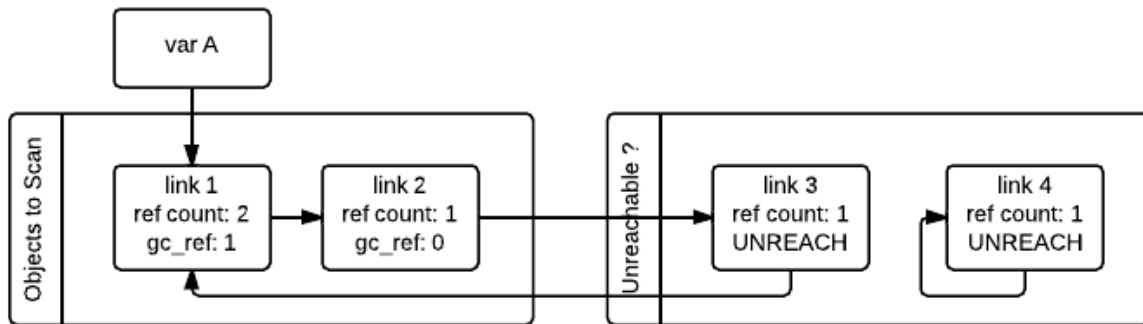 var A
Objects to Scan
link 1
ref count: 2
gc_ref: 1
link 2
ref count: 1
gc_ref: 0
Unreachable ?
link 3
ref count: 1
UNREACH
link 4
ref count: 1
UNREACH